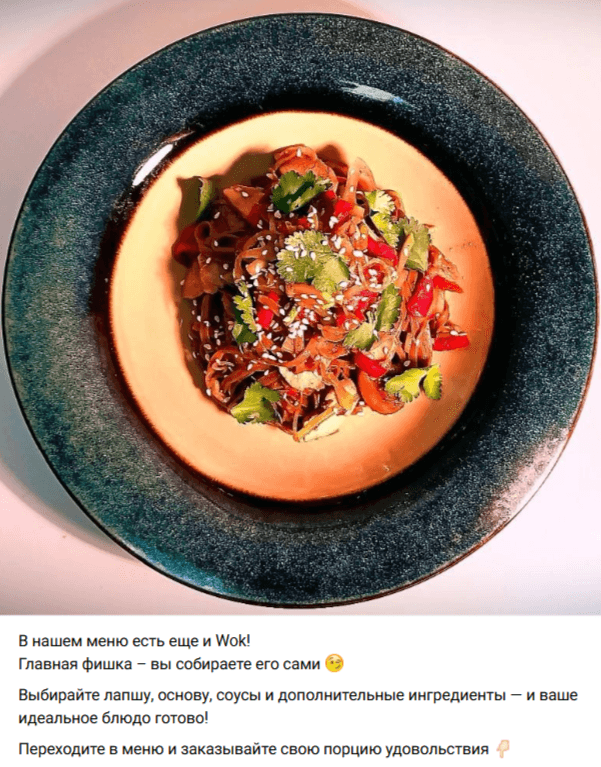 В нашем меню есть еще и Wok!
Главная фишка – вы собираете его сами 🧐
Выбирайте лапшу, основу, соусы и дополнительные ингредиенты — и ваше
идеальное блюдо готово!
Переходите в меню и заказывайте свою порцию удовольствия 👇🏻